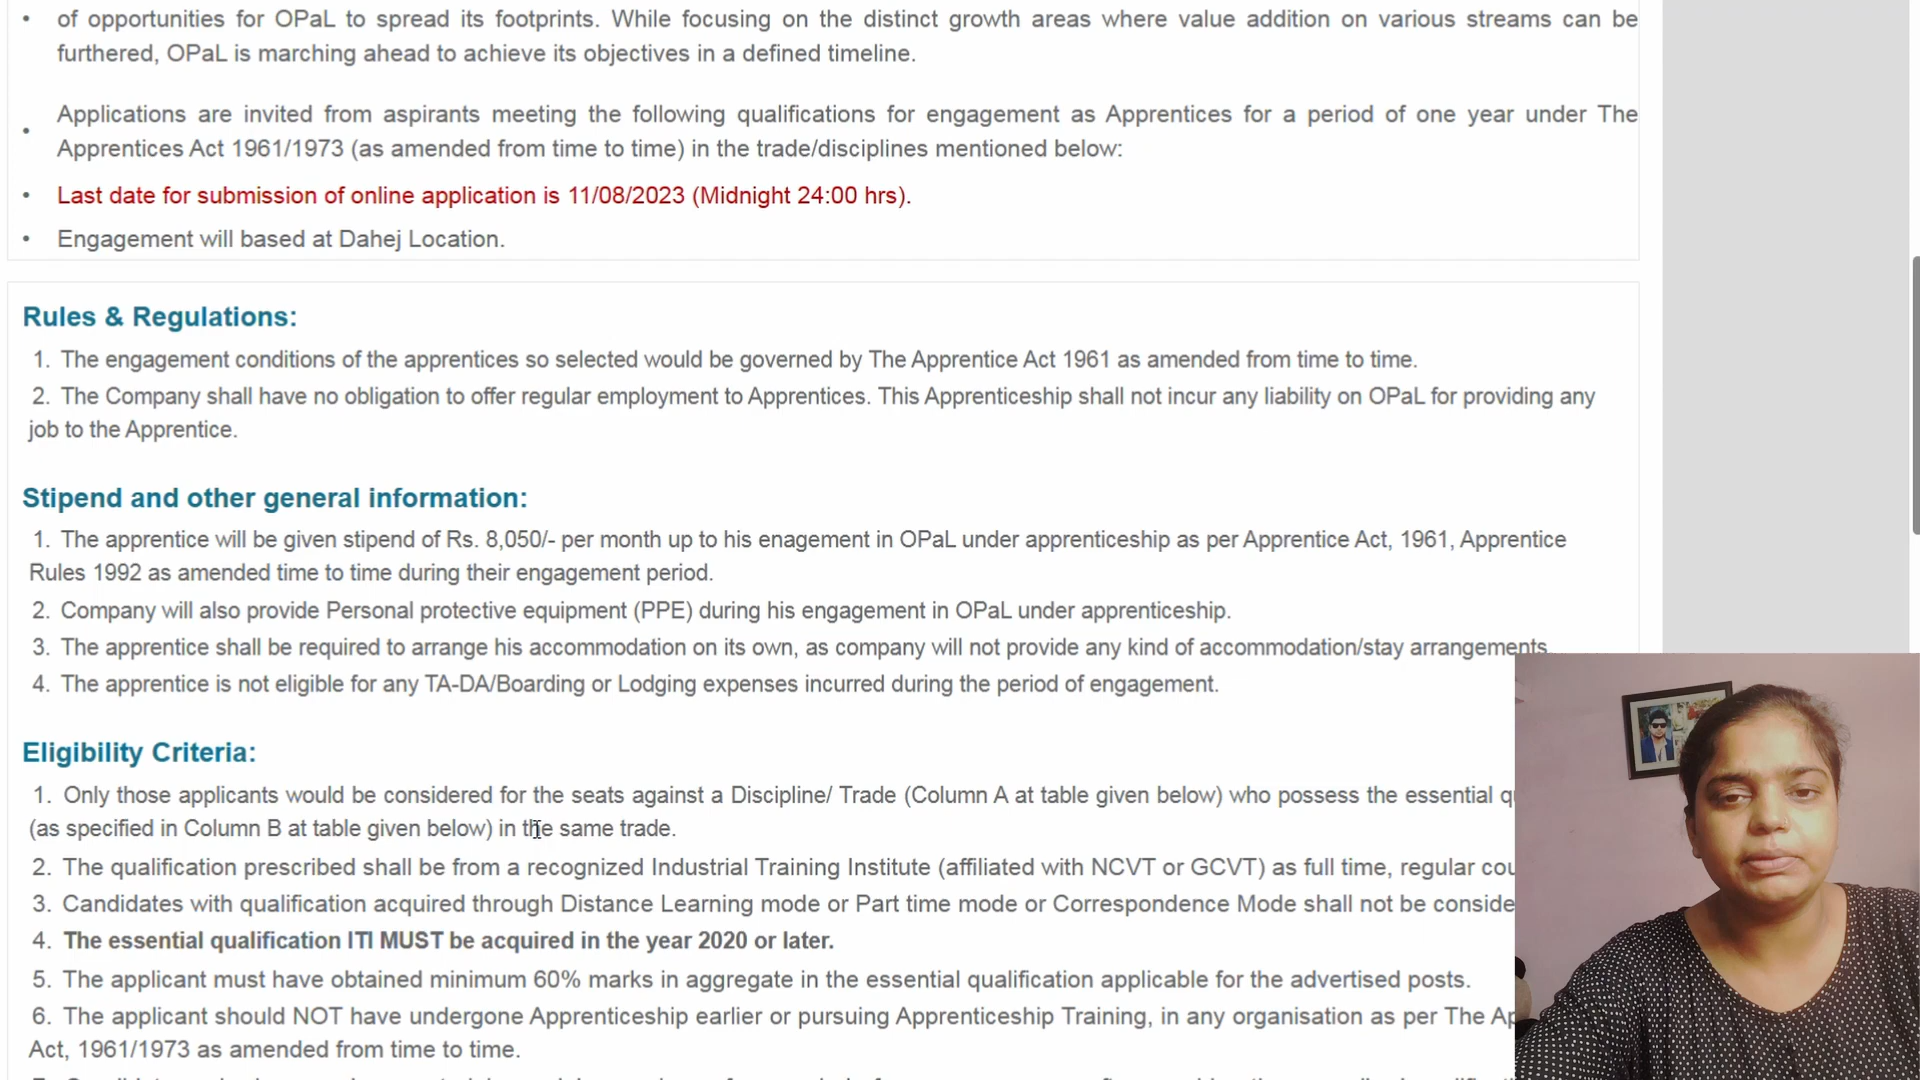 • of opportunities for OPaL to spread its footprints. While focusing on the distinct growth areas where value addition on various streams can be
furthered, OPaL is marching ahead to achieve its objectives in a defined timeline.
• Applications are invited from aspirants meeting the following qualifications for engagement as Apprentices for a period of one year under The
Apprentices Act 1961/1973 (as amended from time to time) in the trade/disciplines mentioned below:
• Last date for submission of online application is 11/08/2023 (Midnight 24:00 hrs).
• Engagement will based at Dahej Location.
Rules & Regulations:
1. The engagement conditions of the apprentices so selected would be governed by The Apprentice Act 1961 as amended from time to time.
2. The Company shall have no obligation to offer regular employment to Apprentices. This Apprenticeship shall not incur any liability on OPaL for providing any
job to the Apprentice.
Stipend and other general information:
1. The apprentice will be given stipend of Rs. 8,050/- per month up to his enagement in OPaL under apprenticeship as per Apprentice Act, 1961, Apprentice
Rules 1992 as amended time to time during their engagement period.
2. Company will also provide Personal protective equipment (PPE) during his engagement in OPaL under apprenticeship.
3. The apprentice shall be required to arrange his accommodation on its own, as company will not provide any kind of accommodation/stay arrangements.
4. The apprentice is not eligible for any TA-DA/Boarding or Lodging expenses incurred during the period of engagement.
Eligibility Criteria:
1. Only those applicants would be considered for the seats against a Discipline/ Trade (Column A at table given below) who possess the essential
(as specified in Column B at table given below) in the same trade.
2. The qualification prescribed shall be from a recognized Industrial Training Institute (affiliated with NCVT or GCVT) as full time, regular
3. Candidates with qualification acquired through Distance Learning mode or Part time mode or Correspondence Mode shall not be
4. The essential qualification ITI MUST be acquired in the year 2020 or later.
5. The applicant must have obtained minimum 60% marks in aggregate in the essential qualification applicable for the advertised posts.
6. The applicant should NOT have undergone Apprenticeship earlier or pursuing Apprenticeship Training, in any organisation as per The
Act, 1961/1973 as amended from time to time.